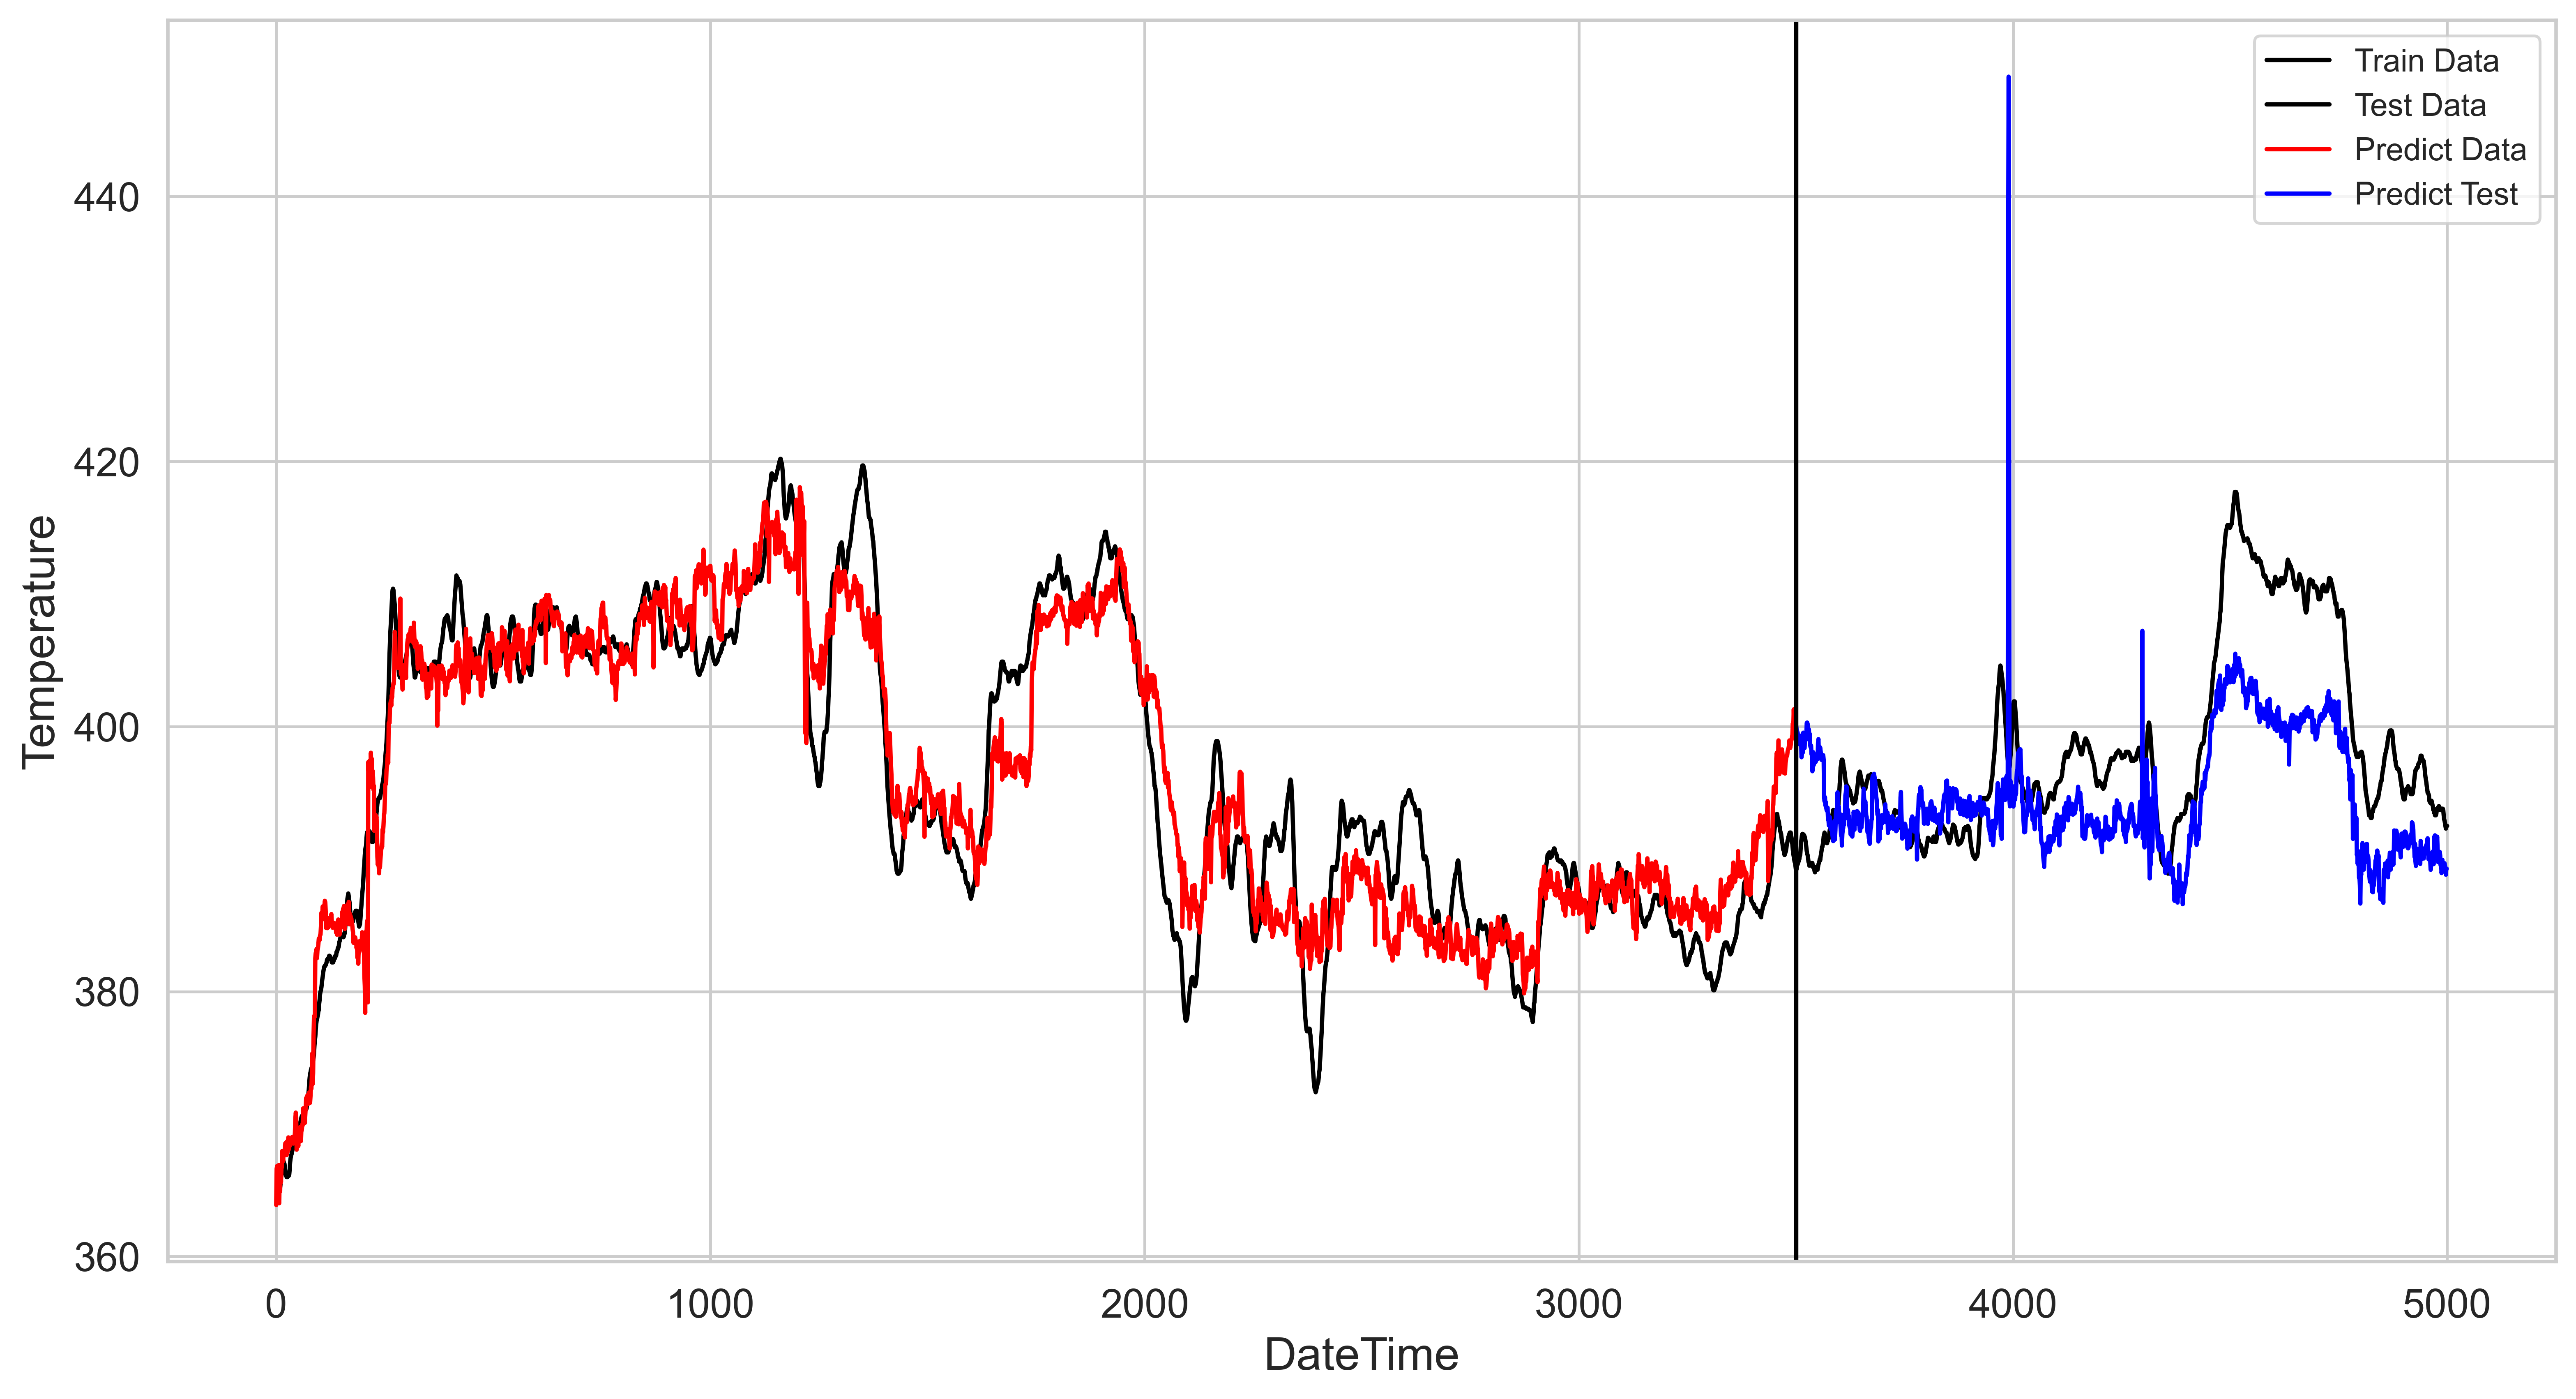 Train Data
Test Data
Predict Data
Predict Test
440
420
400
380
360
Temperature
0 1000 2000 3000 4000 5000
DateTime